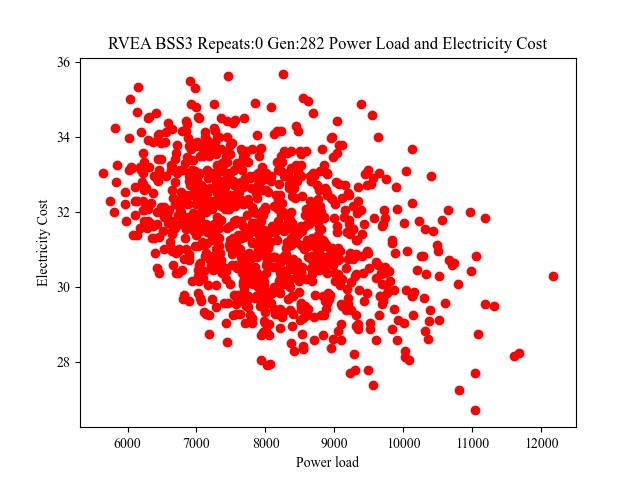 RVEA BSS3 Repeats:0 Gen:282 Power Load and Electricity Cost
36
34
32
30
28
Electricity Cost
6000 7000 8000 9000 10000 11000 12000
Power load